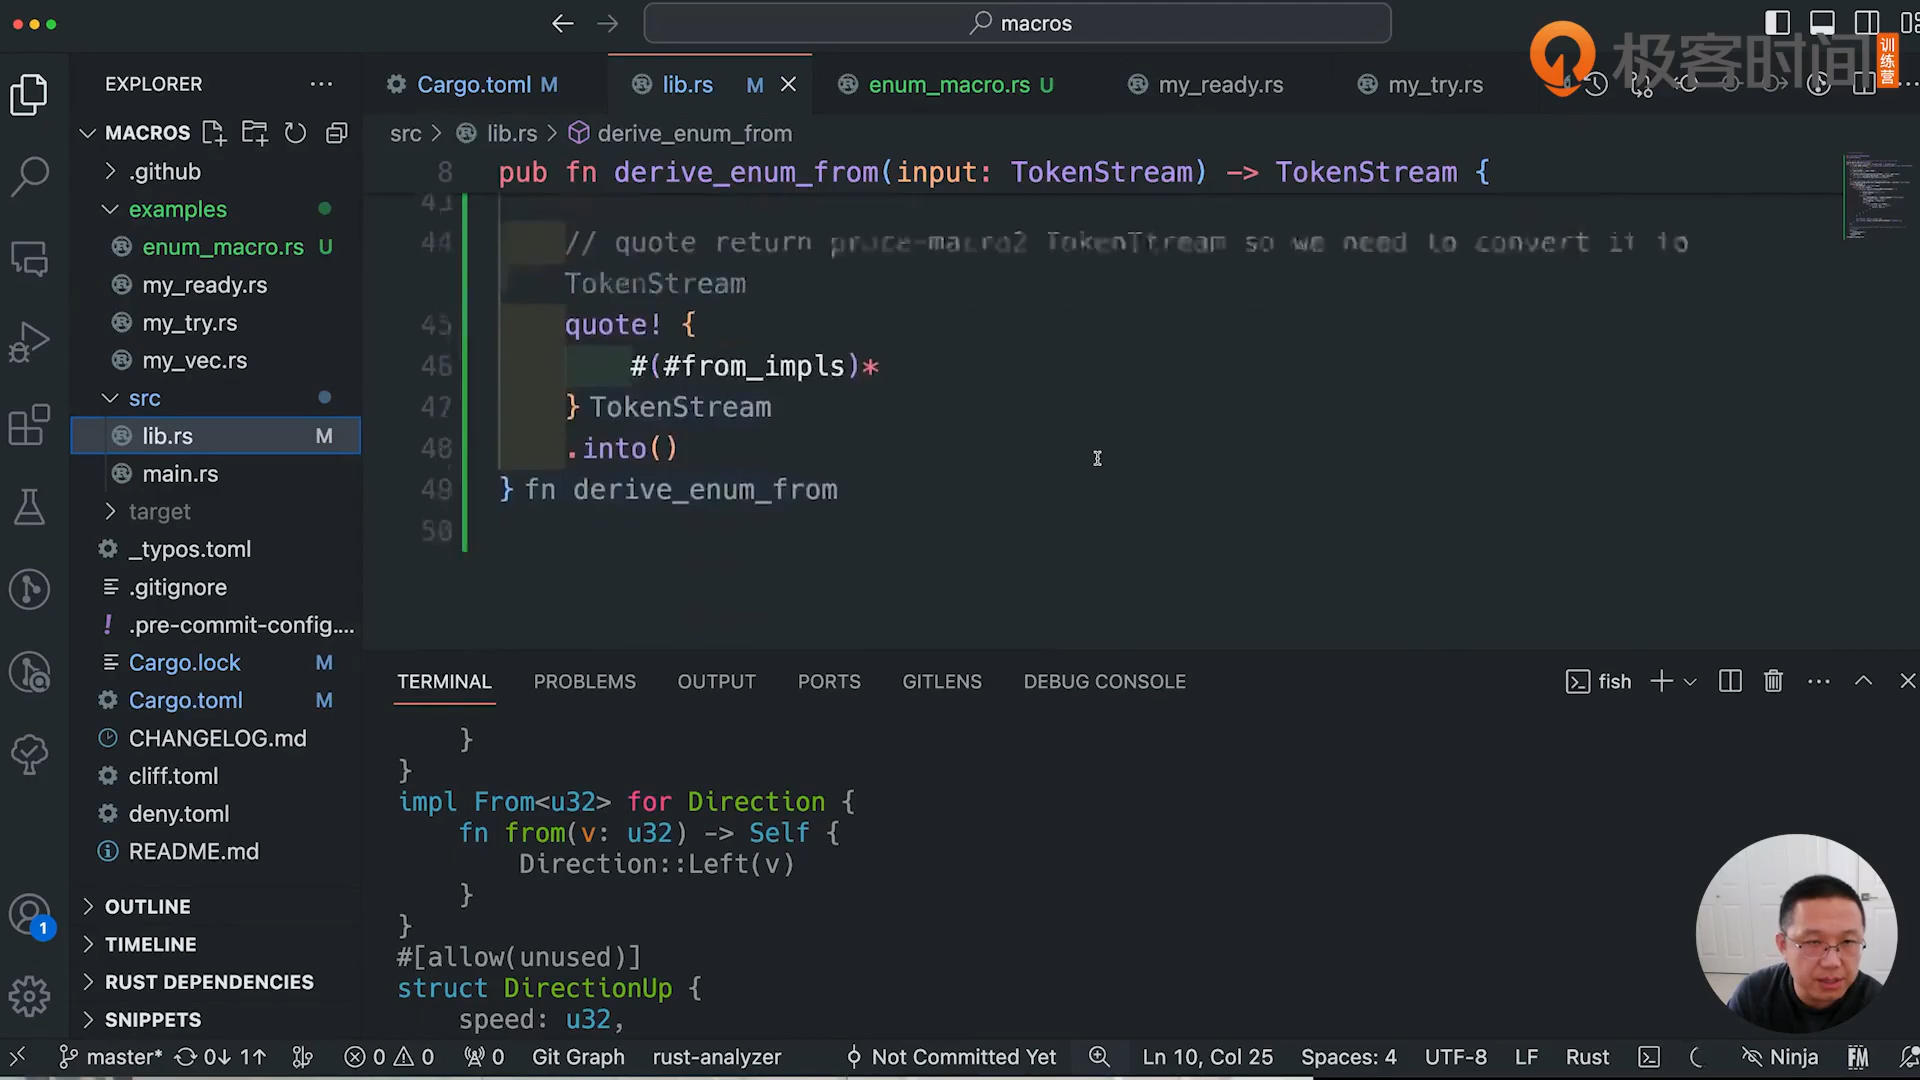 macros
极客时间
训练营
EXPLORER
Cargo.toml M
lib.rs M
enum_macro.rs U
my_ready.rs
my_try.rs
MACROS
.github
examples
enum_macro.rs U
my_ready.rs
my_try.rs
my_vec.rs
src
lib.rs M
main.rs
target
_typos.toml
.gitignore
.pre-commit-config....
Cargo.lock M
Cargo.toml M
CHANGELOG.md
cliff.toml
deny.toml
README.md
OUTLINE
TIMELINE
RUST DEPENDENCIES
SNIPPETS
1
src > lib.rs > derive_enum_from
8 pub fn derive_enum_from(input: TokenStream) -> TokenStream {
43
44 // quote return TokenStream so we need to convert it to
TokenStream
45 quote! {
46 #(#from_impls)*
47 } TokenStream
48 .into()
49 } fn derive_enum_from
50
TERMINAL PROBLEMS OUTPUT PORTS GITLENS DEBUG CONSOLE
fish
}
}
impl From<u32> for Direction {
fn from(v: u32) -> Self {
Direction::Left(v)
}
}
#[allow(unused)]
struct DirectionUp {
speed: u32,
master* 0↓ 1↑ 0 0 0 Git Graph rust-analyzer Not Committed Yet Ln 10, Col 25 Spaces: 4 UTF-8 LF Rust Ninja FM